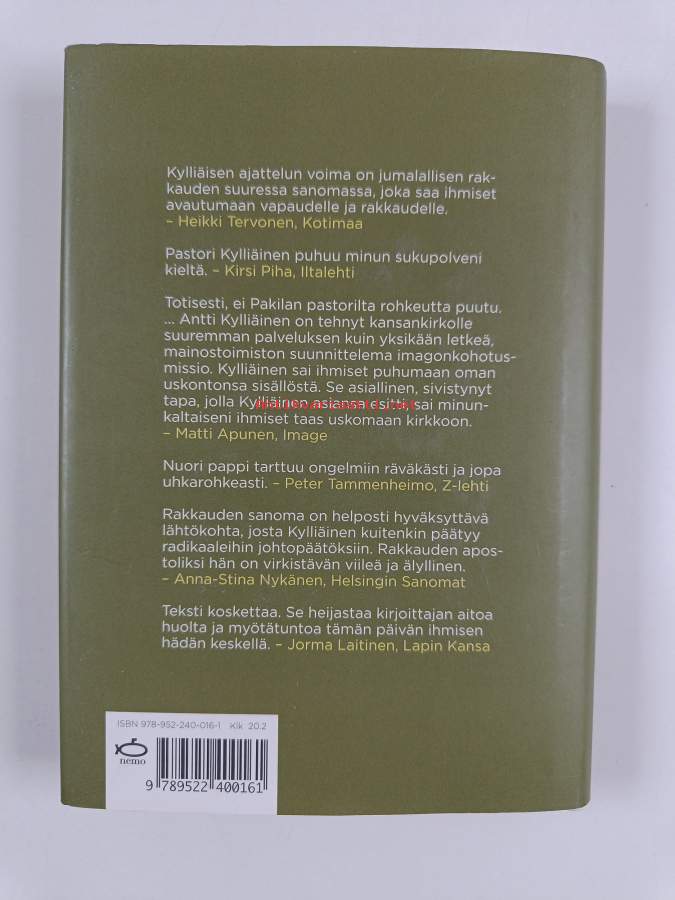 Kylliäisen ajattelun voima on jumalallisen rak-
kauden suuressa sanomassa, joka saa ihmiset
avautumaan vapaudelle ja rakkaudelle.
– Heikki Tervonen, Kotimaa
Pastori Kylliäinen puhuu minun sukupolveni
kieltä. – Kirsi Piha, Iltalehti
Totisesti, ei Pakilan pastorilta rohkeutta puutu.
... Antti Kylliäinen on tehnyt kansankirkolle
suuremman palveluksen kuin yksikään letkeä,
mainostoimiston suunnittelema imagonkohotus-
missio. Kylliäinen sai ihmiset puhumaan oman
uskontonsa sisällöstä. Se asiallinen, sivistynyt
tapa, jolla Kylliäinen asiansa esitti, sai minun-
kaltaiseni ihmiset taas uskomaan kirkkoon.
– Matti Apunen, Image
Nuori pappi tarttuu ongelmiin räväkästi ja jopa
uhkarohkeasti. – Peter Tammenheimo, Z-lehti
Rakkauden sanoma on helposti hyväksyttävä
lähtökohta, josta Kylliäinen kuitenkin päätyy
radikaaleihin johtopäätöksiin. Rakkauden apos-
toliksi hän on virkistävän viileä ja älyllinen.
– Anna-Stina Nykänen, Helsingin Sanomat
Teksti koskettaa. Se heijastaa kirjoittajan aitoa
huolta ja myötätuntoa tämän päivän ihmisen
hädän keskellä. – Jorma Laitinen, Lapin Kansa
ISBN 978-952-240-016-1 Klk 20.2
nemo
9 789522 400161